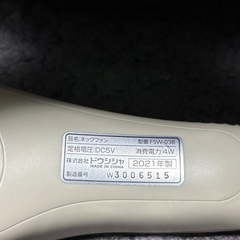 品名:ネックファン 型番:FSW-03B
定格電圧:DC5V 消費電力:4W
株式会社 ドウシシャ 2021年製
MADE IN CHINA
製造番号 W3006515